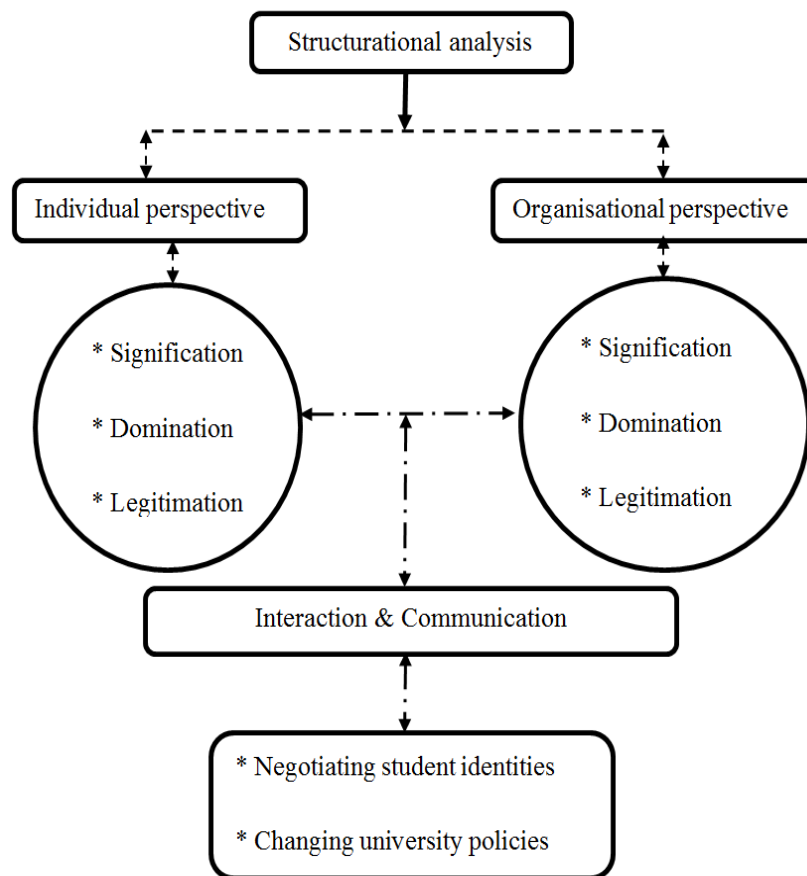 Structurational analysis
Individual perspective
Organisational perspective
* Signification
* Domination
* Legitimation
* Signification
* Domination
* Legitimation
Interaction & Communication
* Negotiating student identities
* Changing university policies